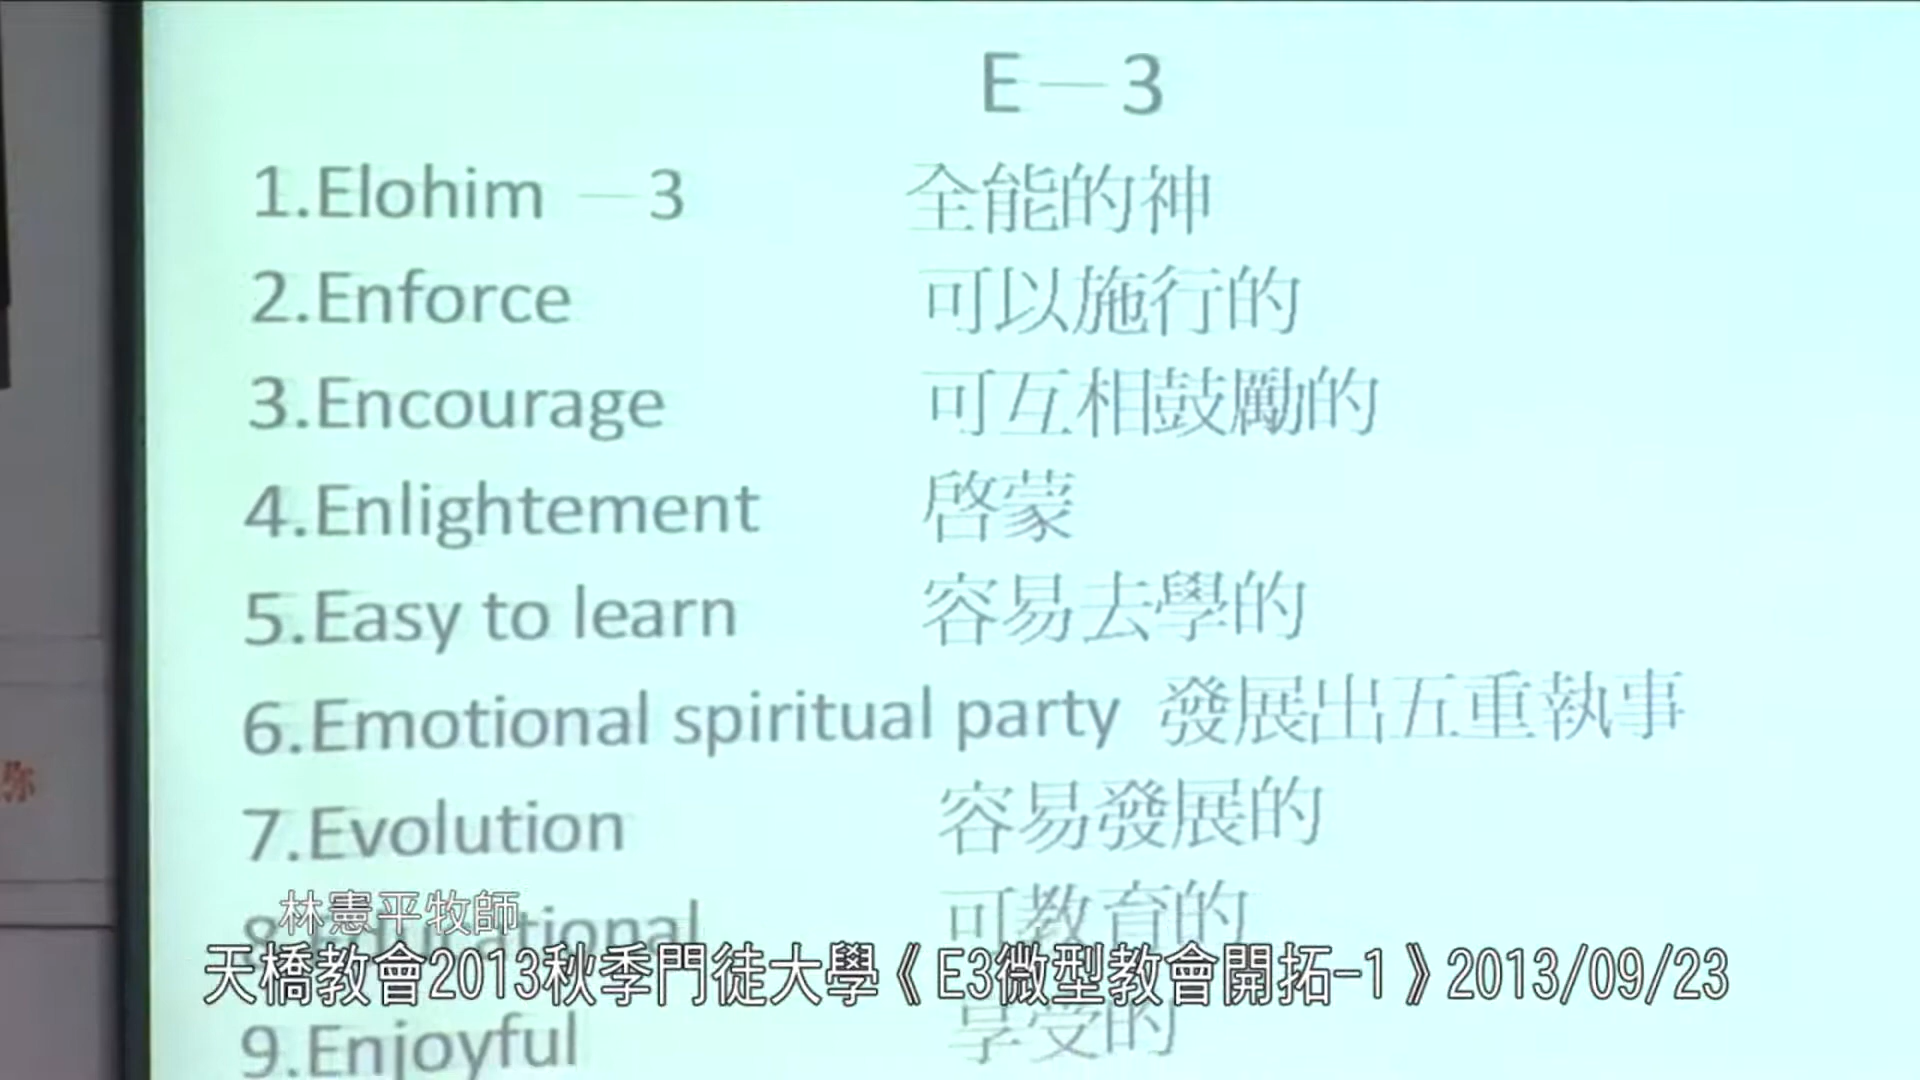 E—3
1.Elohim —3 全能的神
2.Enforce 可以施行的
3.Encourage 可互相鼓勵的
4.Enlightement 啓蒙
5.Easy to learn 容易去學的
6.Emotional spiritual party 發展出五重執事
7.Evolution 容易發展的
8.Educational 可教育的
9.Enjoyful 享受的
林憲平牧師
天橋教會2013秋季門徒大學《E3微型教會開拓-1》2013/09/23
弥